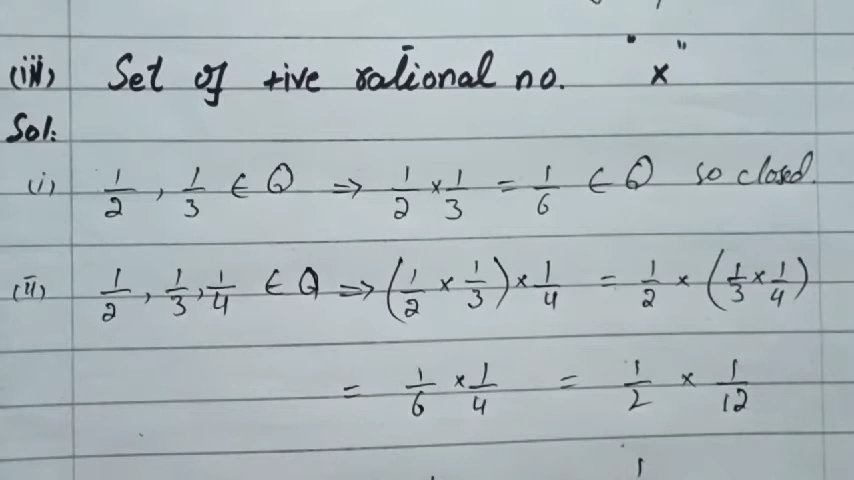 (iii) Set of +ive rational no. "×"
Sol:
(i) 1/2, 1/3 ∈ Q ⇒ 1/2 × 1/3 = 1/6 ∈ Q so closed.
(ii) 1/2, 1/3, 1/4 ∈ Q ⇒ (1/2 × 1/3) × 1/4 = 1/2 × (1/3 × 1/4)
= 1/6 × 1/4 = 1/2 × 1/12